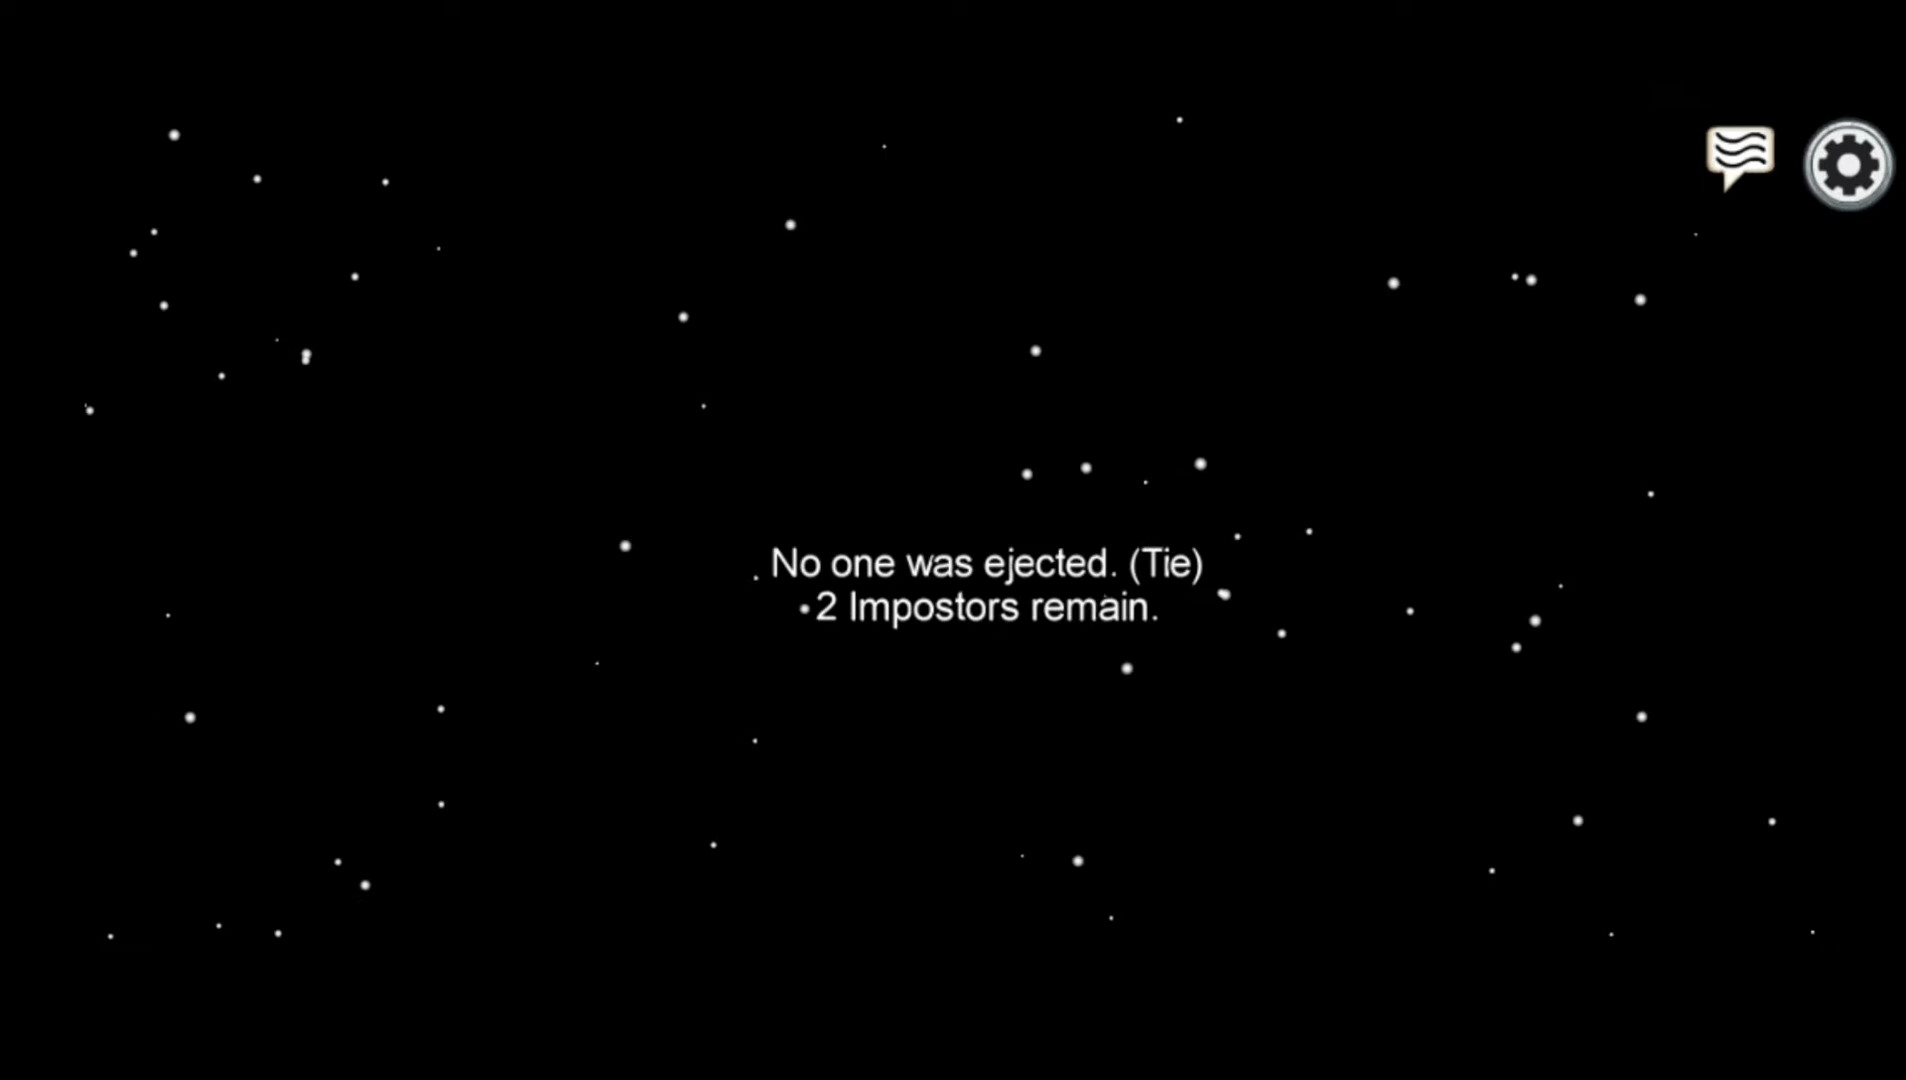 No one was ejected. (Tie)
2 Impostors remain.